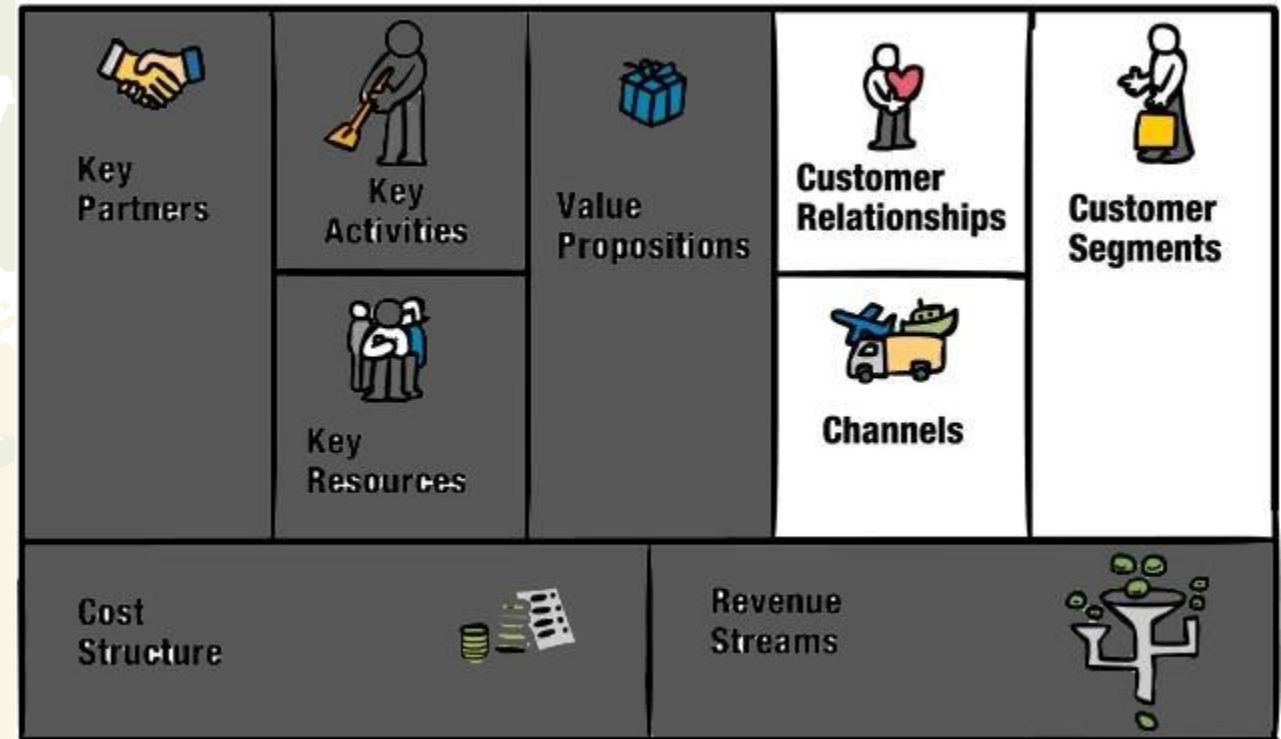 Key
Partners
Key
Activities
Key
Resources
Value
Propositions
Customer
Relationships
Channels
Customer
Segments
Cost
Structure
Revenue
Streams